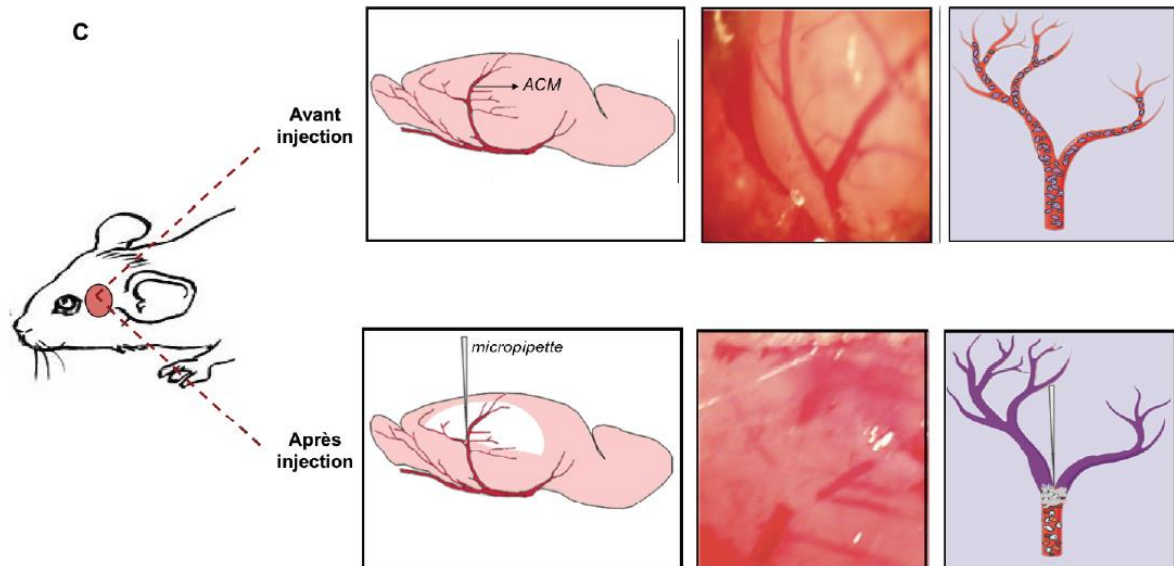 C
Avant
injection
ACM
Après
injection
micropipette